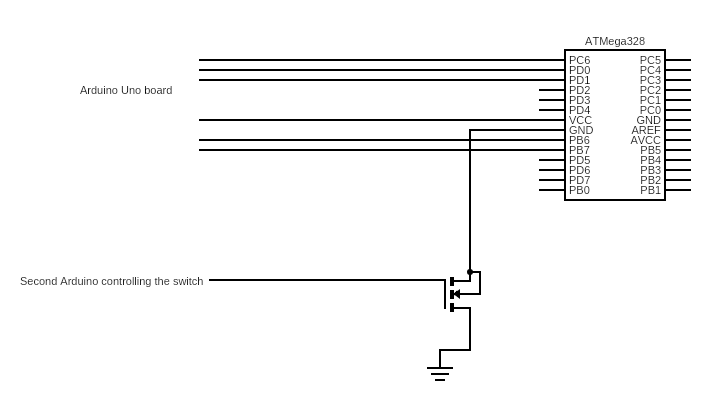 ATMega328
PC6 PC5
PD0 PC4
PD1 PC3
Arduino Uno board
PD2 PC2
PD3 PC1
PD4 PC0
VCC GND
GND AREF
PB6 AVCC
PB7 PB5
PD5 PB4
PD6 PB3
PD7 PB2
PB0 PB1
Second Arduino controlling the switch